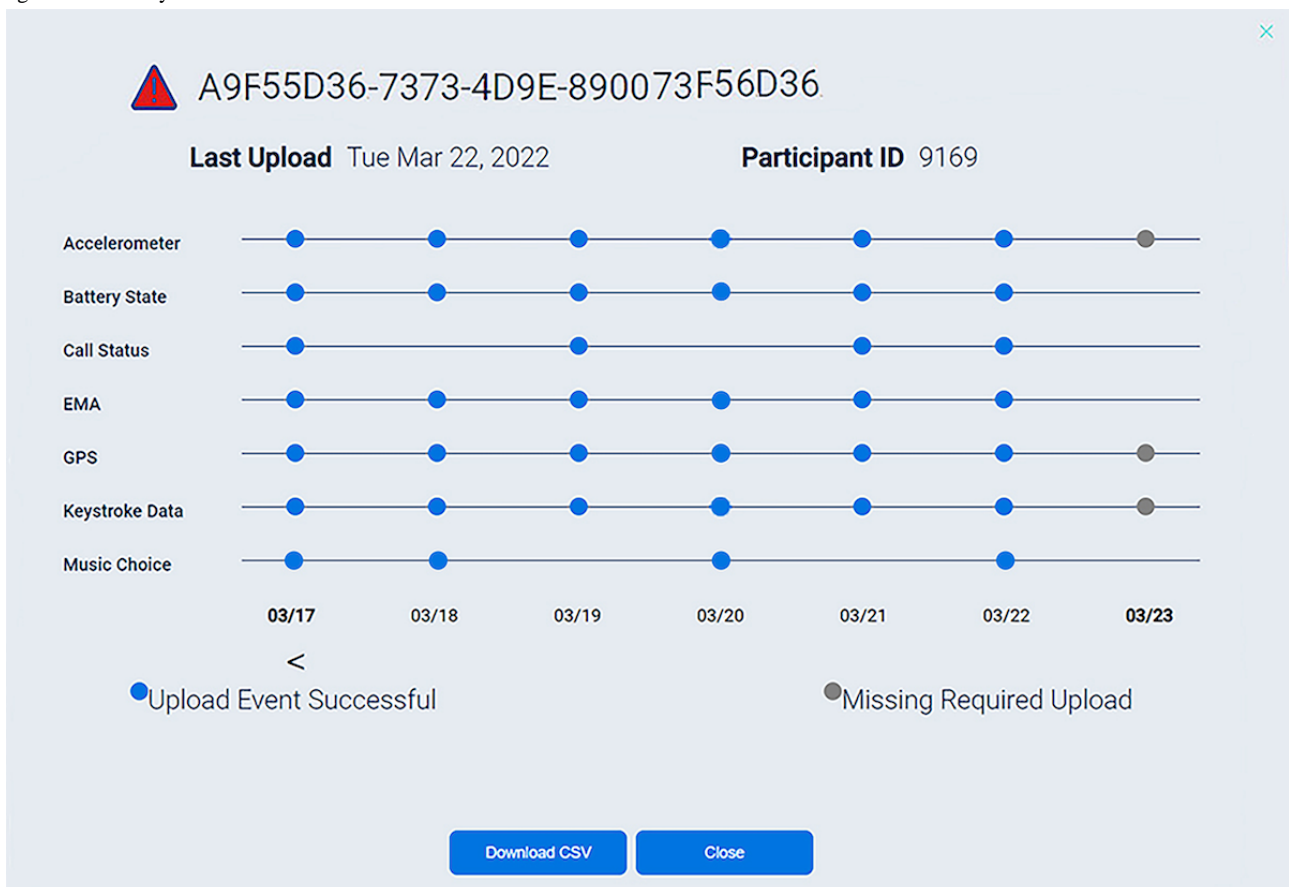 A9F55D36-7373-4D9E-890073F56D36
Last Upload Tue Mar 22, 2022 Participant ID 9169
Accelerometer
Battery State
Call Status
EMA
GPS
Keystroke Data
Music Choice
03/17 03/18 03/19 03/20 03/21 03/22 03/23
<
Upload Event Successful Missing Required Upload
Download CSV Close